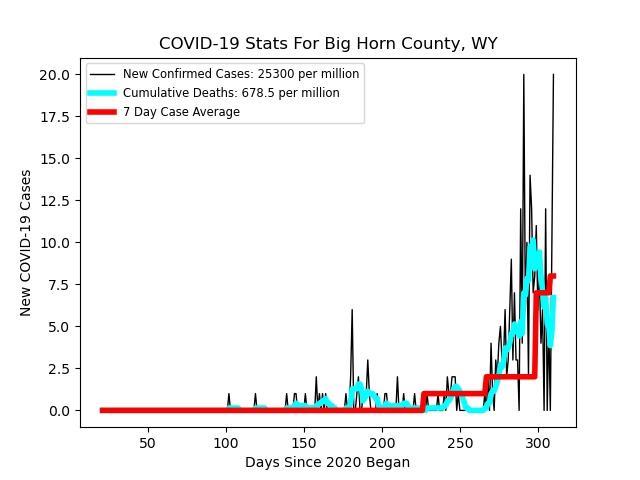 COVID-19 Stats For Big Horn County, WY
New Confirmed Cases: 25300 per million
Cumulative Deaths: 678.5 per million
7 Day Case Average
20.0
17.5
15.0
12.5
10.0
7.5
5.0
2.5
0.0
New COVID-19 Cases
50 100 150 200 250 300
Days Since 2020 Began